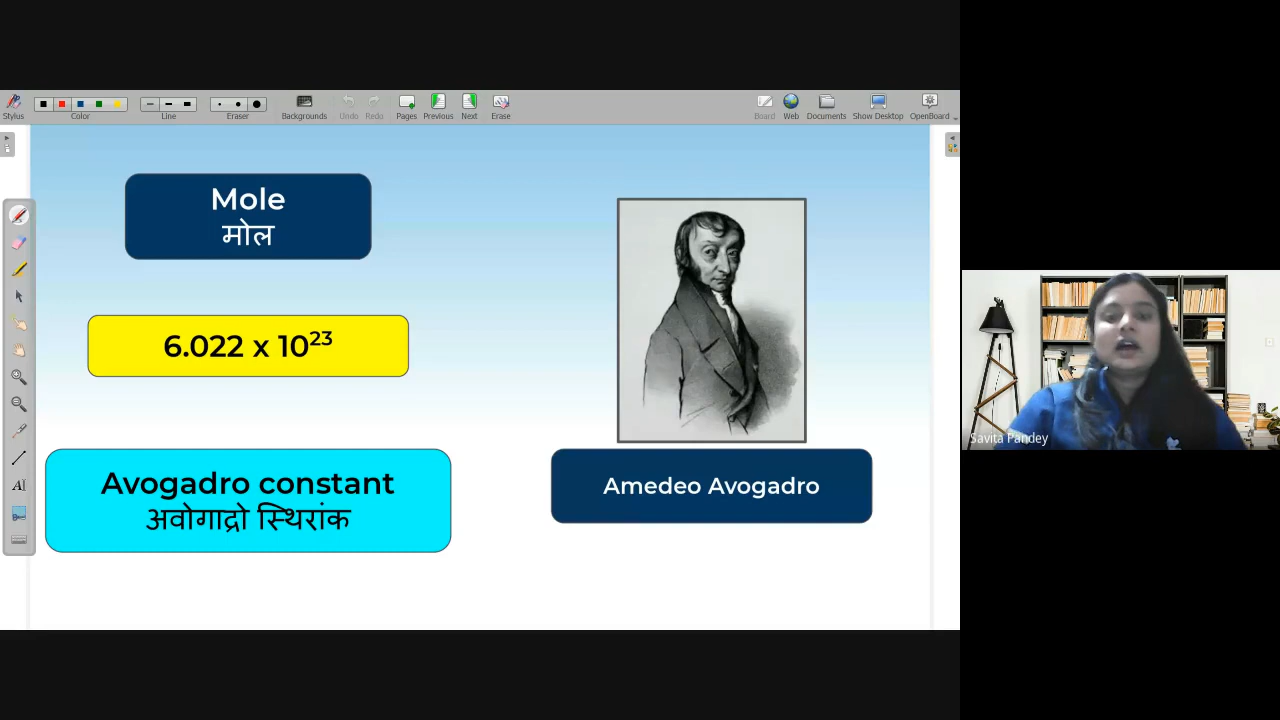 Stylus
Color
Line
Eraser
Backgrounds
Undo
Redo
Pages
Previous
Next
Erase
Board
Web
Documents
Show Desktop
OpenBoard
Mole
मोल
6.022 x 10²³
Avogadro constant
अवोगाद्रो स्थिरांक
Amedeo Avogadro
Savita Pandey